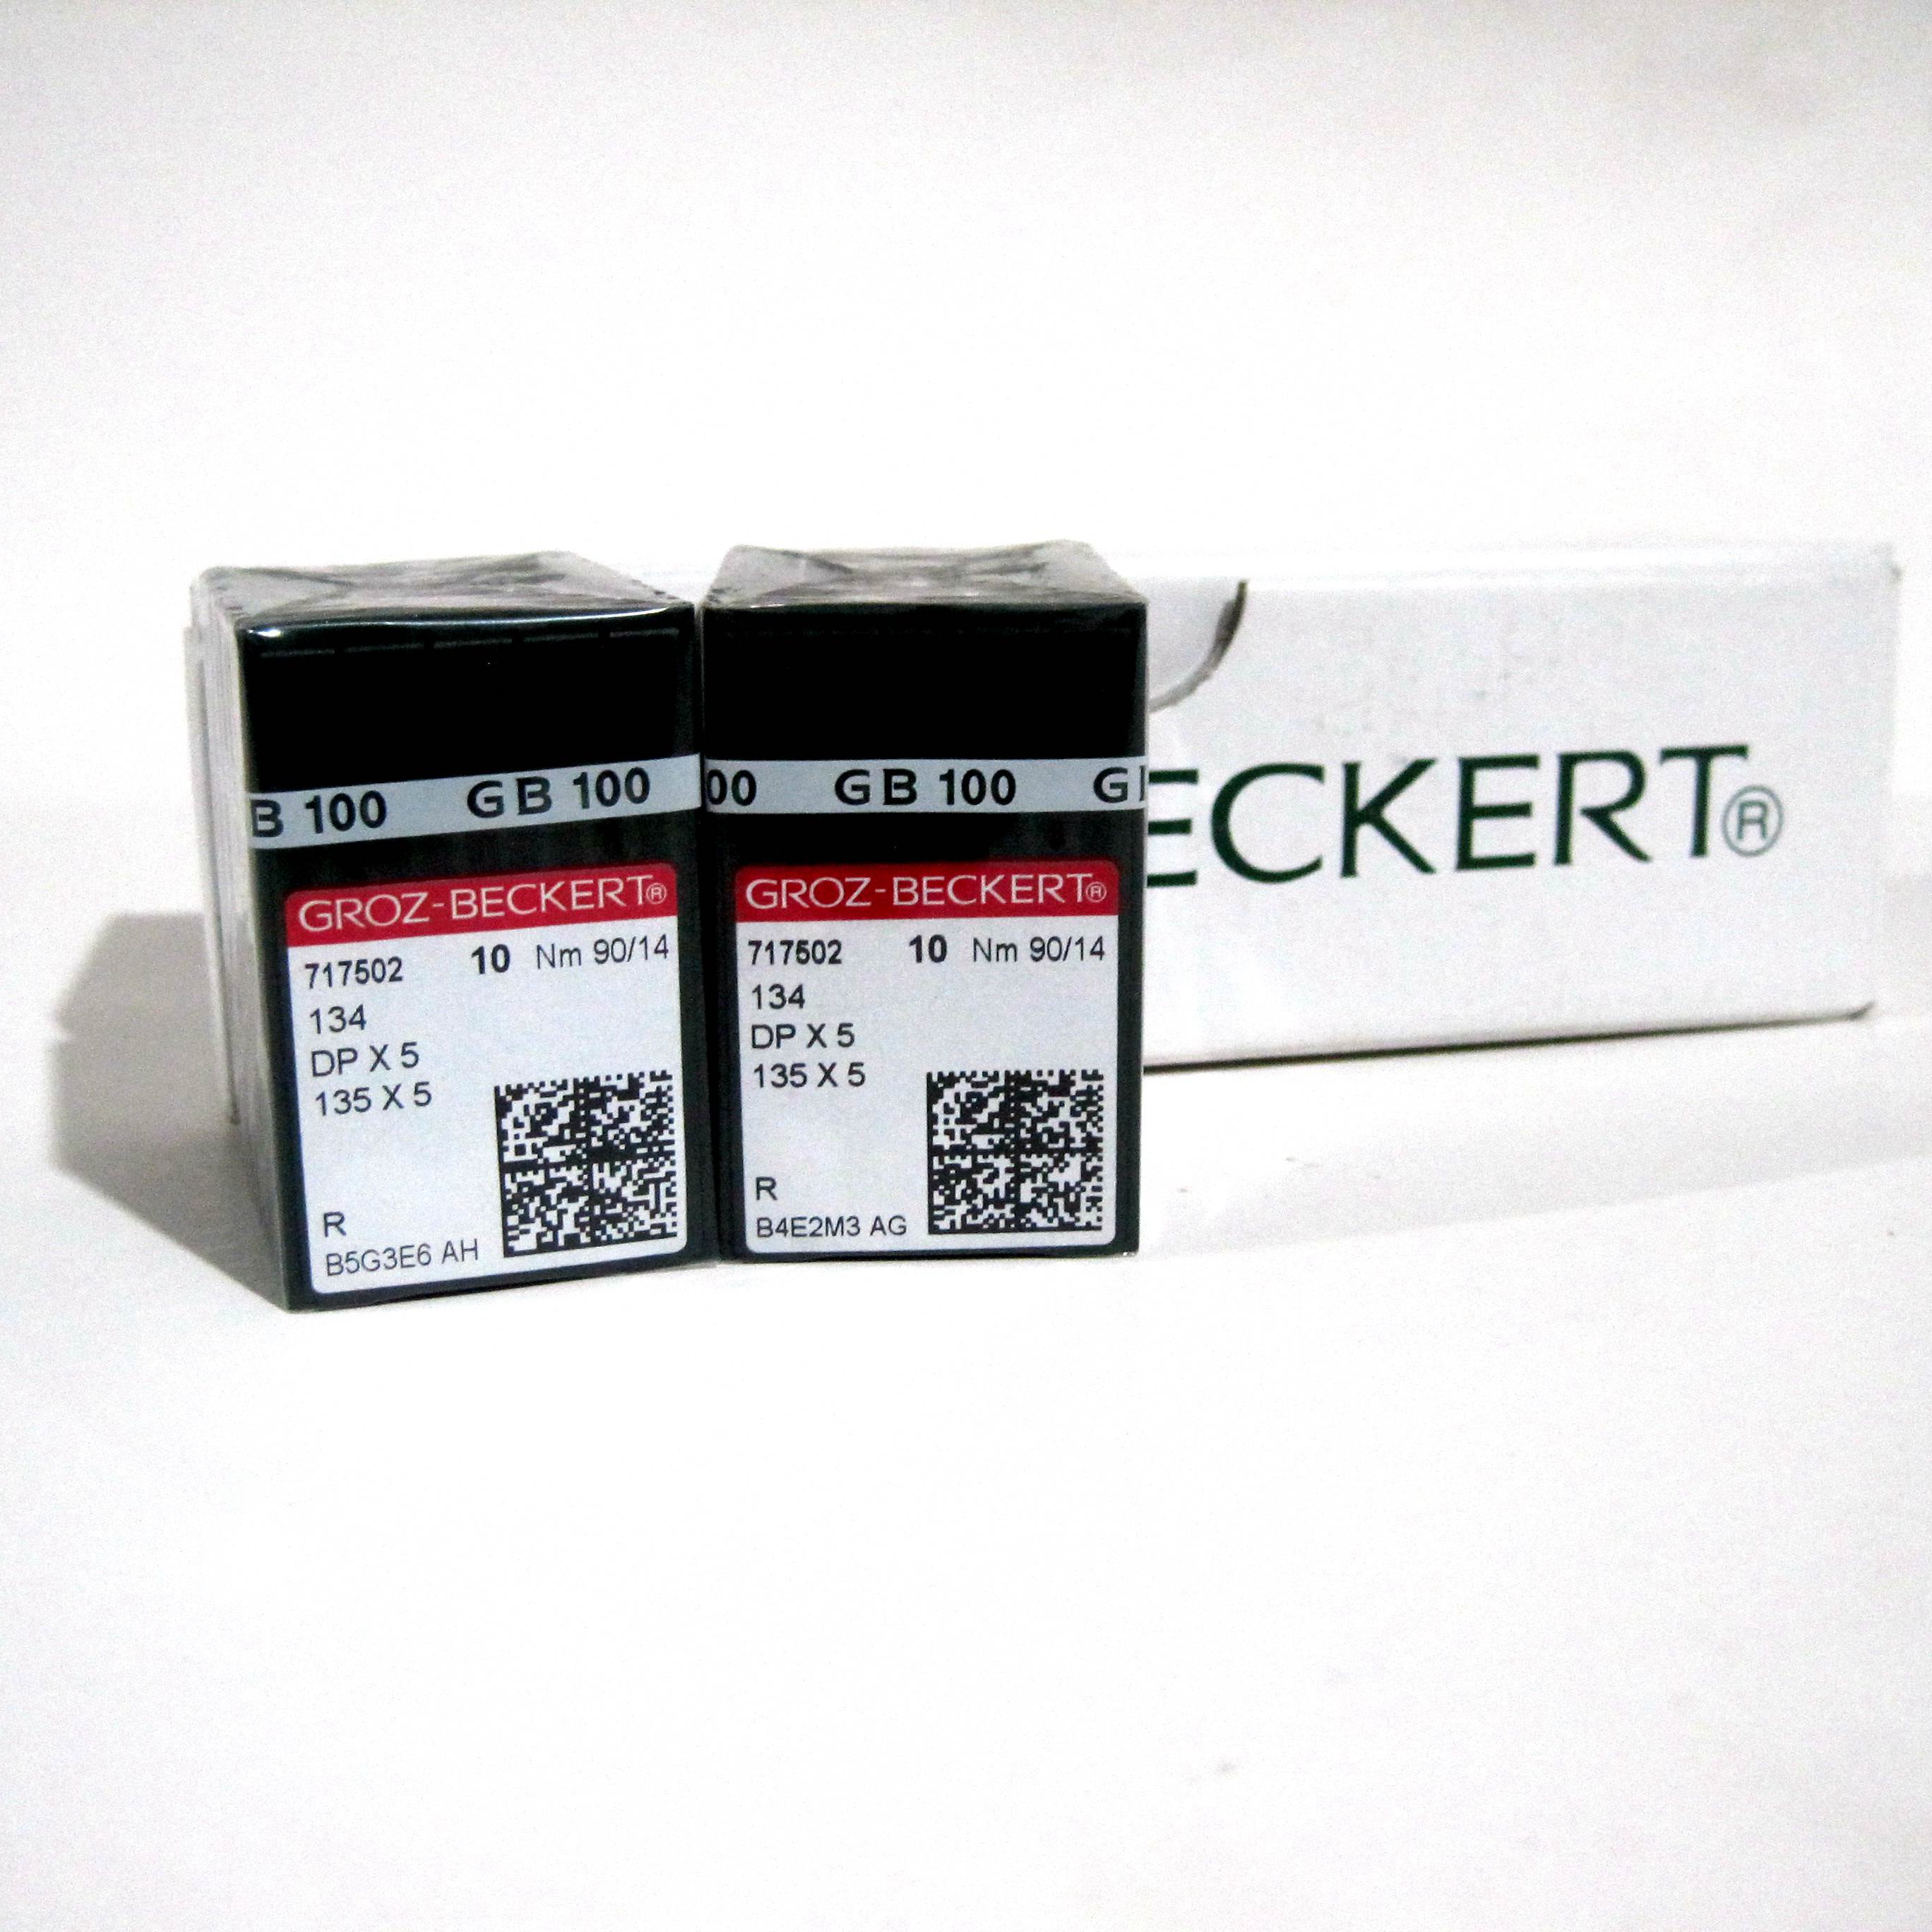 B 100 GB 100
GROZ-BECKERT®
717502 10 Nm 90/14
134
DP X 5
135 X 5
R
B5G3E6 AH
00 GB 100 G
GROZ-BECKERT®
717502 10 Nm 90/14
134
DP X 5
135 X 5
R
B4E2M3 AG
ECKERT®